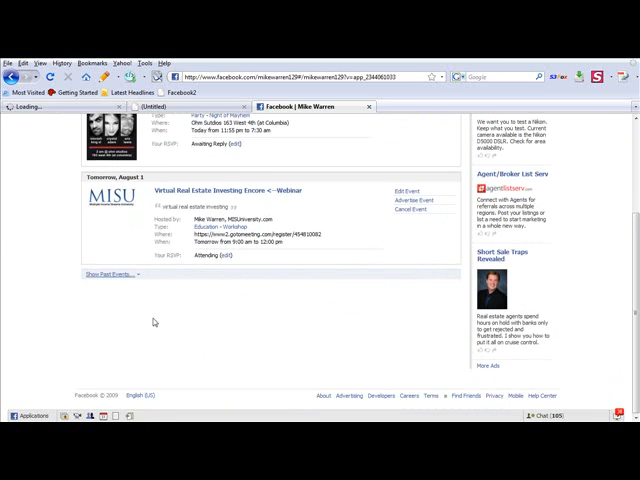 File Edit View History Bookmarks Yahoo! Tools Help
http://www.facebook.com/mikewarren129?v=app_2344061033#/mikewarren129?v=app_2344061033
Google
Most Visited Getting Started Latest Headlines Facebook2
Loading... (Untitled) Facebook | Mike Warren
Type: Party - Night of Mayhem
Where: Ohm Sutdios 163 West 4th (at Columbia)
When: Today from 11:55 pm to 7:30 am
Your RSVP: Awaiting Reply (edit)
Tomorrow, August 1
MISU
Virtual Real Estate Investing Encore <--Webinar
virtual real estate investing
Hosted by: Mike Warren, MISUniversity.com
Type: Education - Workshop
Where: https://www2.gotomeeting.com/register/454810082
When: Tomorrow from 9:00 am to 12:00 pm
Your RSVP: Attending (edit)
Edit Event
Advertise Event
Cancel Event
Show Past Events...
We want you to test a Nikon.
Keep what you test. Current
camera available is the Nikon
D5000 DSLR. Check for area
availability.
Agent/Broker List Serv
agentlistserv.com
Connect with Agents for
referrals across multiple
regions. Post your listings or
list a need to start marketing
in a whole new way.
Short Sale Traps
Revealed
Real estate agents spend
hours on hold with banks only
to get rejected and
frustrated. I show you how to
put it all on cruise control.
More Ads
Facebook © 2009 English (US)
About Advertising Developers Careers Terms Find Friends Privacy Mobile Help Center
Applications
Chat (105)